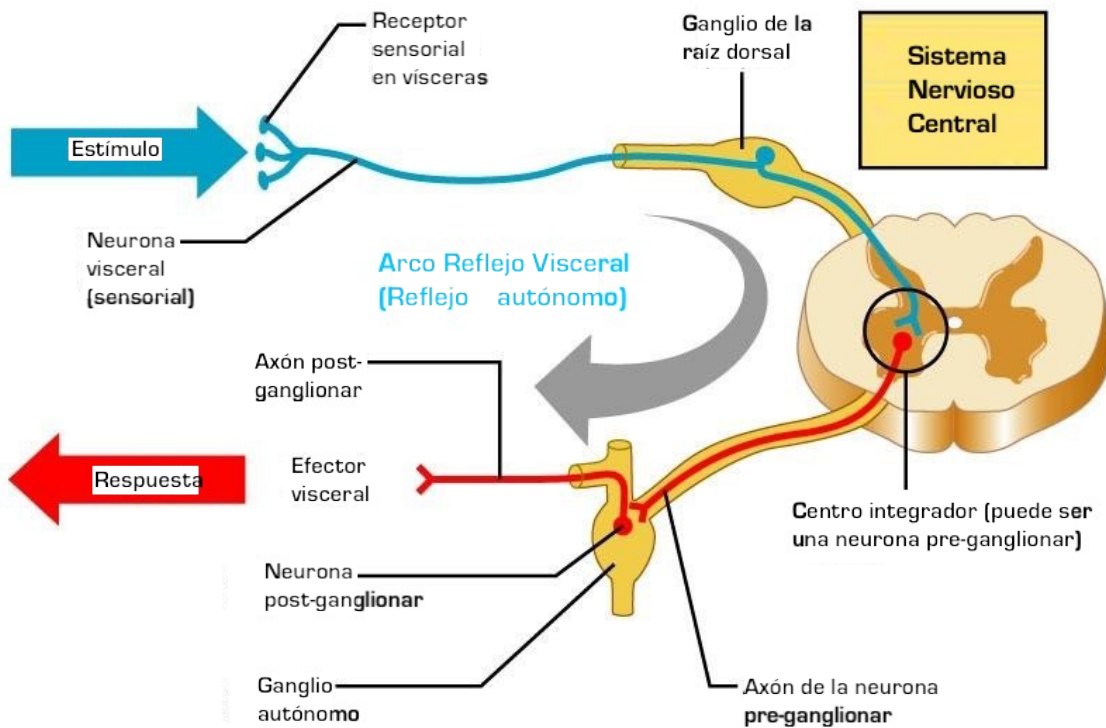 Receptor
sensorial
en vísceras
Ganglio de la
raíz dorsal
Sistema
Nervioso
Central
Estímulo
Neurona
visceral
(sensorial)
Arco Reflejo Visceral
(Reflejo autónomo)
Axón post-
ganglionar
Respuesta
Efector
visceral
Centro integrador (puede ser
una neurona pre-ganglionar)
Neurona
post-ganglionar
Ganglio
autónomo
Axón de la neurona
pre-ganglionar